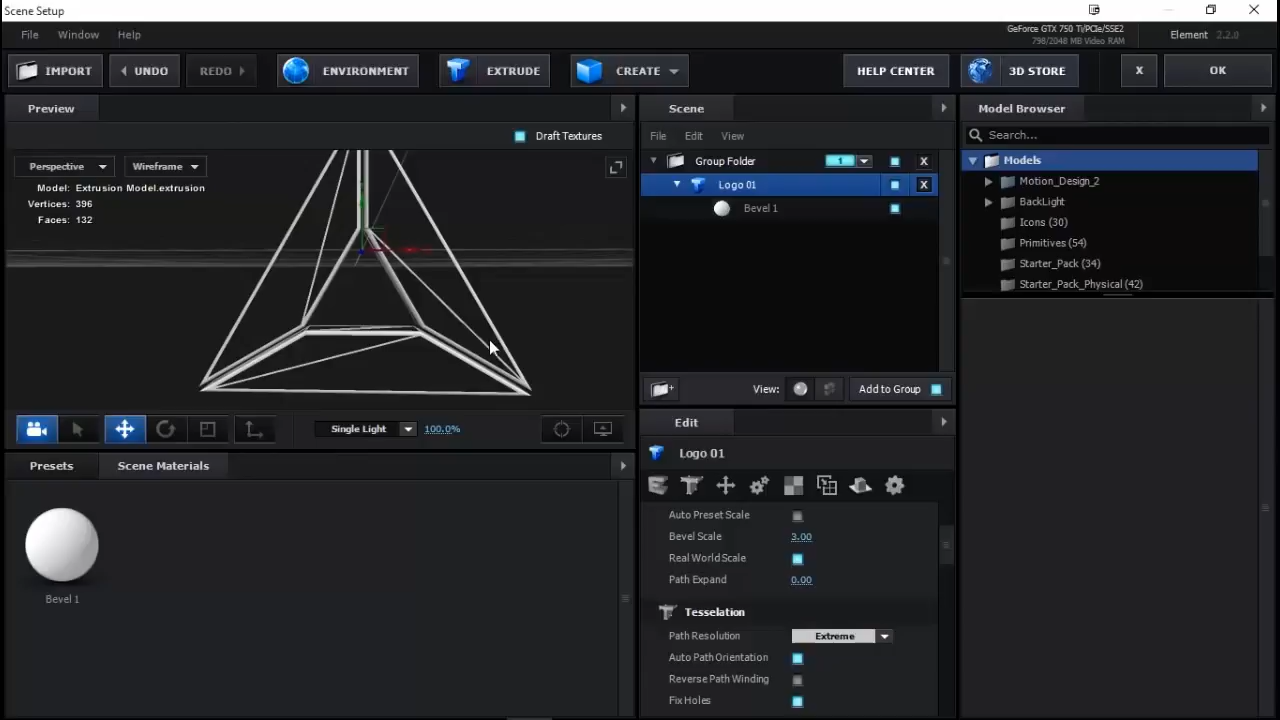 Scene Setup
File Window Help
GeForce GTX 750 Ti/PCIe/SSE2
798/2048 MB Video RAM
Element 2.2.0
IMPORT UNDO REDO ENVIRONMENT EXTRUDE CREATE HELP CENTER 3D STORE X OK
Preview
Draft Textures
Perspective Wireframe
Model: Extrusion Model.extrusion
Vertices: 396
Faces: 132
Single Light 100.0%
Presets Scene Materials
Bevel 1
Scene
File Edit View
Group Folder 1 X
Logo 01 X
Bevel 1
View: Add to Group
Edit
Logo 01
Auto Preset Scale
Bevel Scale 3.00
Real World Scale
Path Expand 0.00
Tesselation
Path Resolution Extreme
Auto Path Orientation
Reverse Path Winding
Fix Holes
Model Browser
Search...
Models
Motion_Design_2
BackLight
Icons (30)
Primitives (54)
Starter_Pack (34)
Starter_Pack_Physical (42)